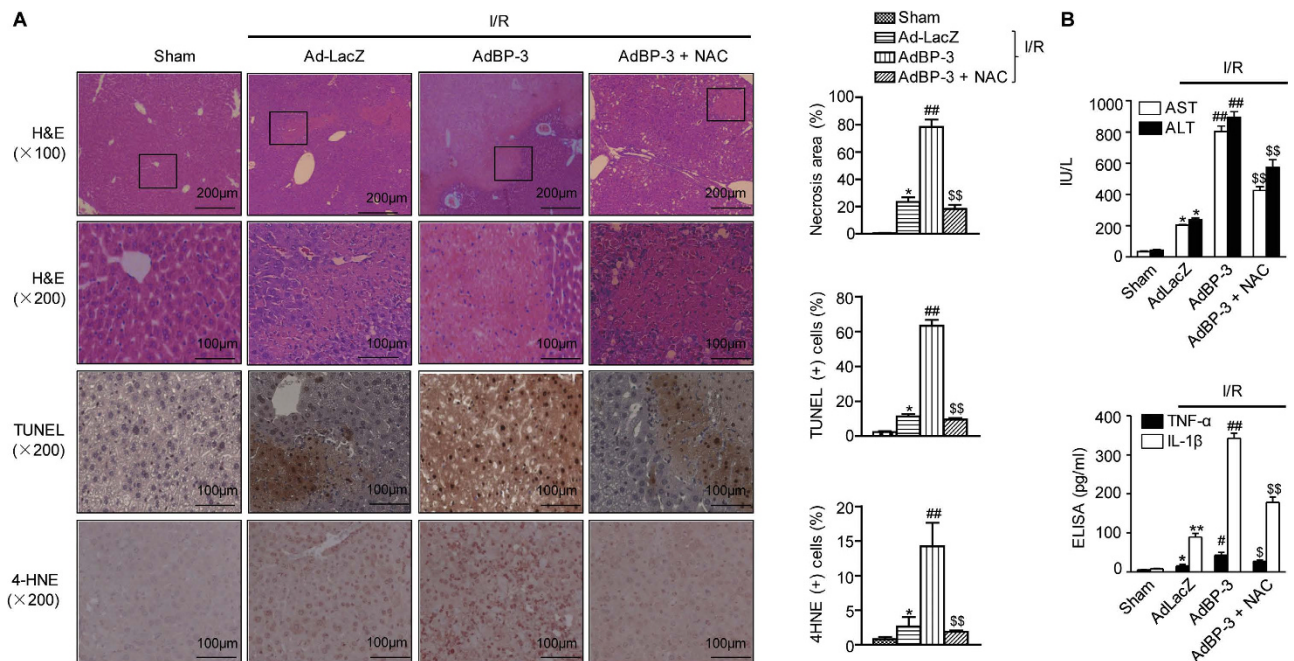 A
I/R
Sham
Ad-LacZ
AdBP-3
AdBP-3 + NAC
H&E
(×100)
200μm
200μm
200μm
200μm
H&E
(×200)
100μm
100μm
100μm
100μm
TUNEL
(×200)
100μm
100μm
100μm
100μm
4-HNE
(×200)
100μm
100μm
100μm
100μm
Sham
Ad-LacZ
AdBP-3
AdBP-3 + NAC
I/R
Necrosis area (%)
100
80
60
40
20
0
*
##
$$
TUNEL (+) cells (%)
80
60
40
20
0
*
##
$$
4HNE (+) cells (%)
20
15
10
5
0
*
##
$$
B
I/R
AST
ALT
IU/L
1000
800
600
400
200
0
* *
## ##
$$ $$
Sham
AdLacZ
AdBP-3
AdBP-3 + NAC
I/R
TNF-α
IL-1β
ELISA (pg/ml)
400
300
200
100
0
* **
# ##
$ $$
Sham
AdLacZ
AdBP-3
AdBP-3 + NAC